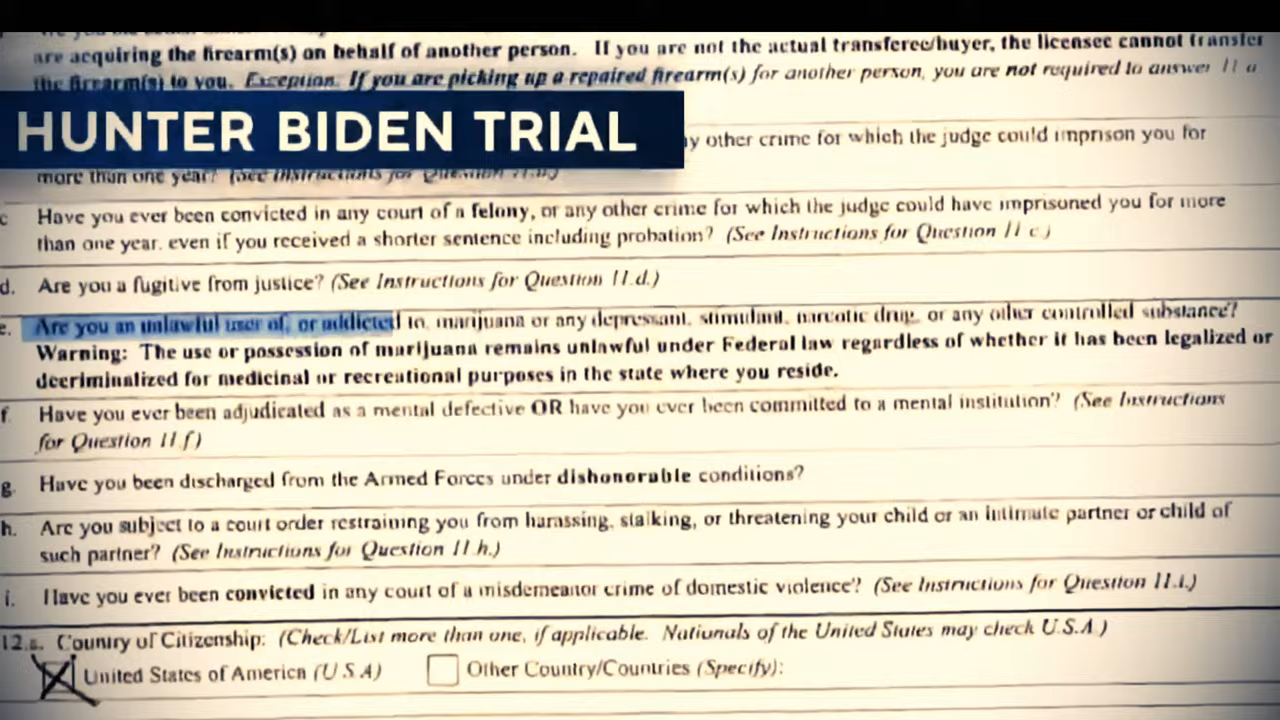 are acquiring the firearm(s) on behalf of another person. If you are not the actual transferee/buyer, the licensee cannot transfer
the firearm(s) to you. Exception. If you are picking up a repaired firearm(s) for another person, you are not required to answer 11 a
HUNTER BIDEN TRIAL
y other crime for which the judge could imprison you for
more than one year? (See Instructions for Question 11.b)
c Have you ever been convicted in any court of a felony, or any other crime for which the judge could have imprisoned you for more
than one year, even if you received a shorter sentence including probation? (See Instructions for Question 11 c.)
d. Are you a fugitive from justice? (See Instructions for Question 11.d.)
e. Are you an unlawful user of, or addicted to, marijuana or any depressant, stimulant, narcotic drug, or any other controlled substance?
Warning: The use or possession of marijuana remains unlawful under Federal law regardless of whether it has been legalized or
decriminalized for medicinal or recreational purposes in the state where you reside.
f. Have you ever been adjudicated as a mental defective OR have you ever been committed to a mental institution? (See Instructions
for Question 11 f)
g. Have you been discharged from the Armed Forces under dishonorable conditions?
h. Are you subject to a court order restraining you from harassing, stalking, or threatening your child or an intimate partner or child of
such partner? (See Instructions for Question 11 h.)
i. Have you ever been convicted in any court of a misdemeanor crime of domestic violence? (See Instructions for Question 11.i.)
12.a. Country of Citizenship: (Check/List more than one, if applicable. Nationals of the United States may check U.S.A.)
United States of America (U.S.A) Other Country/Countries (Specify):